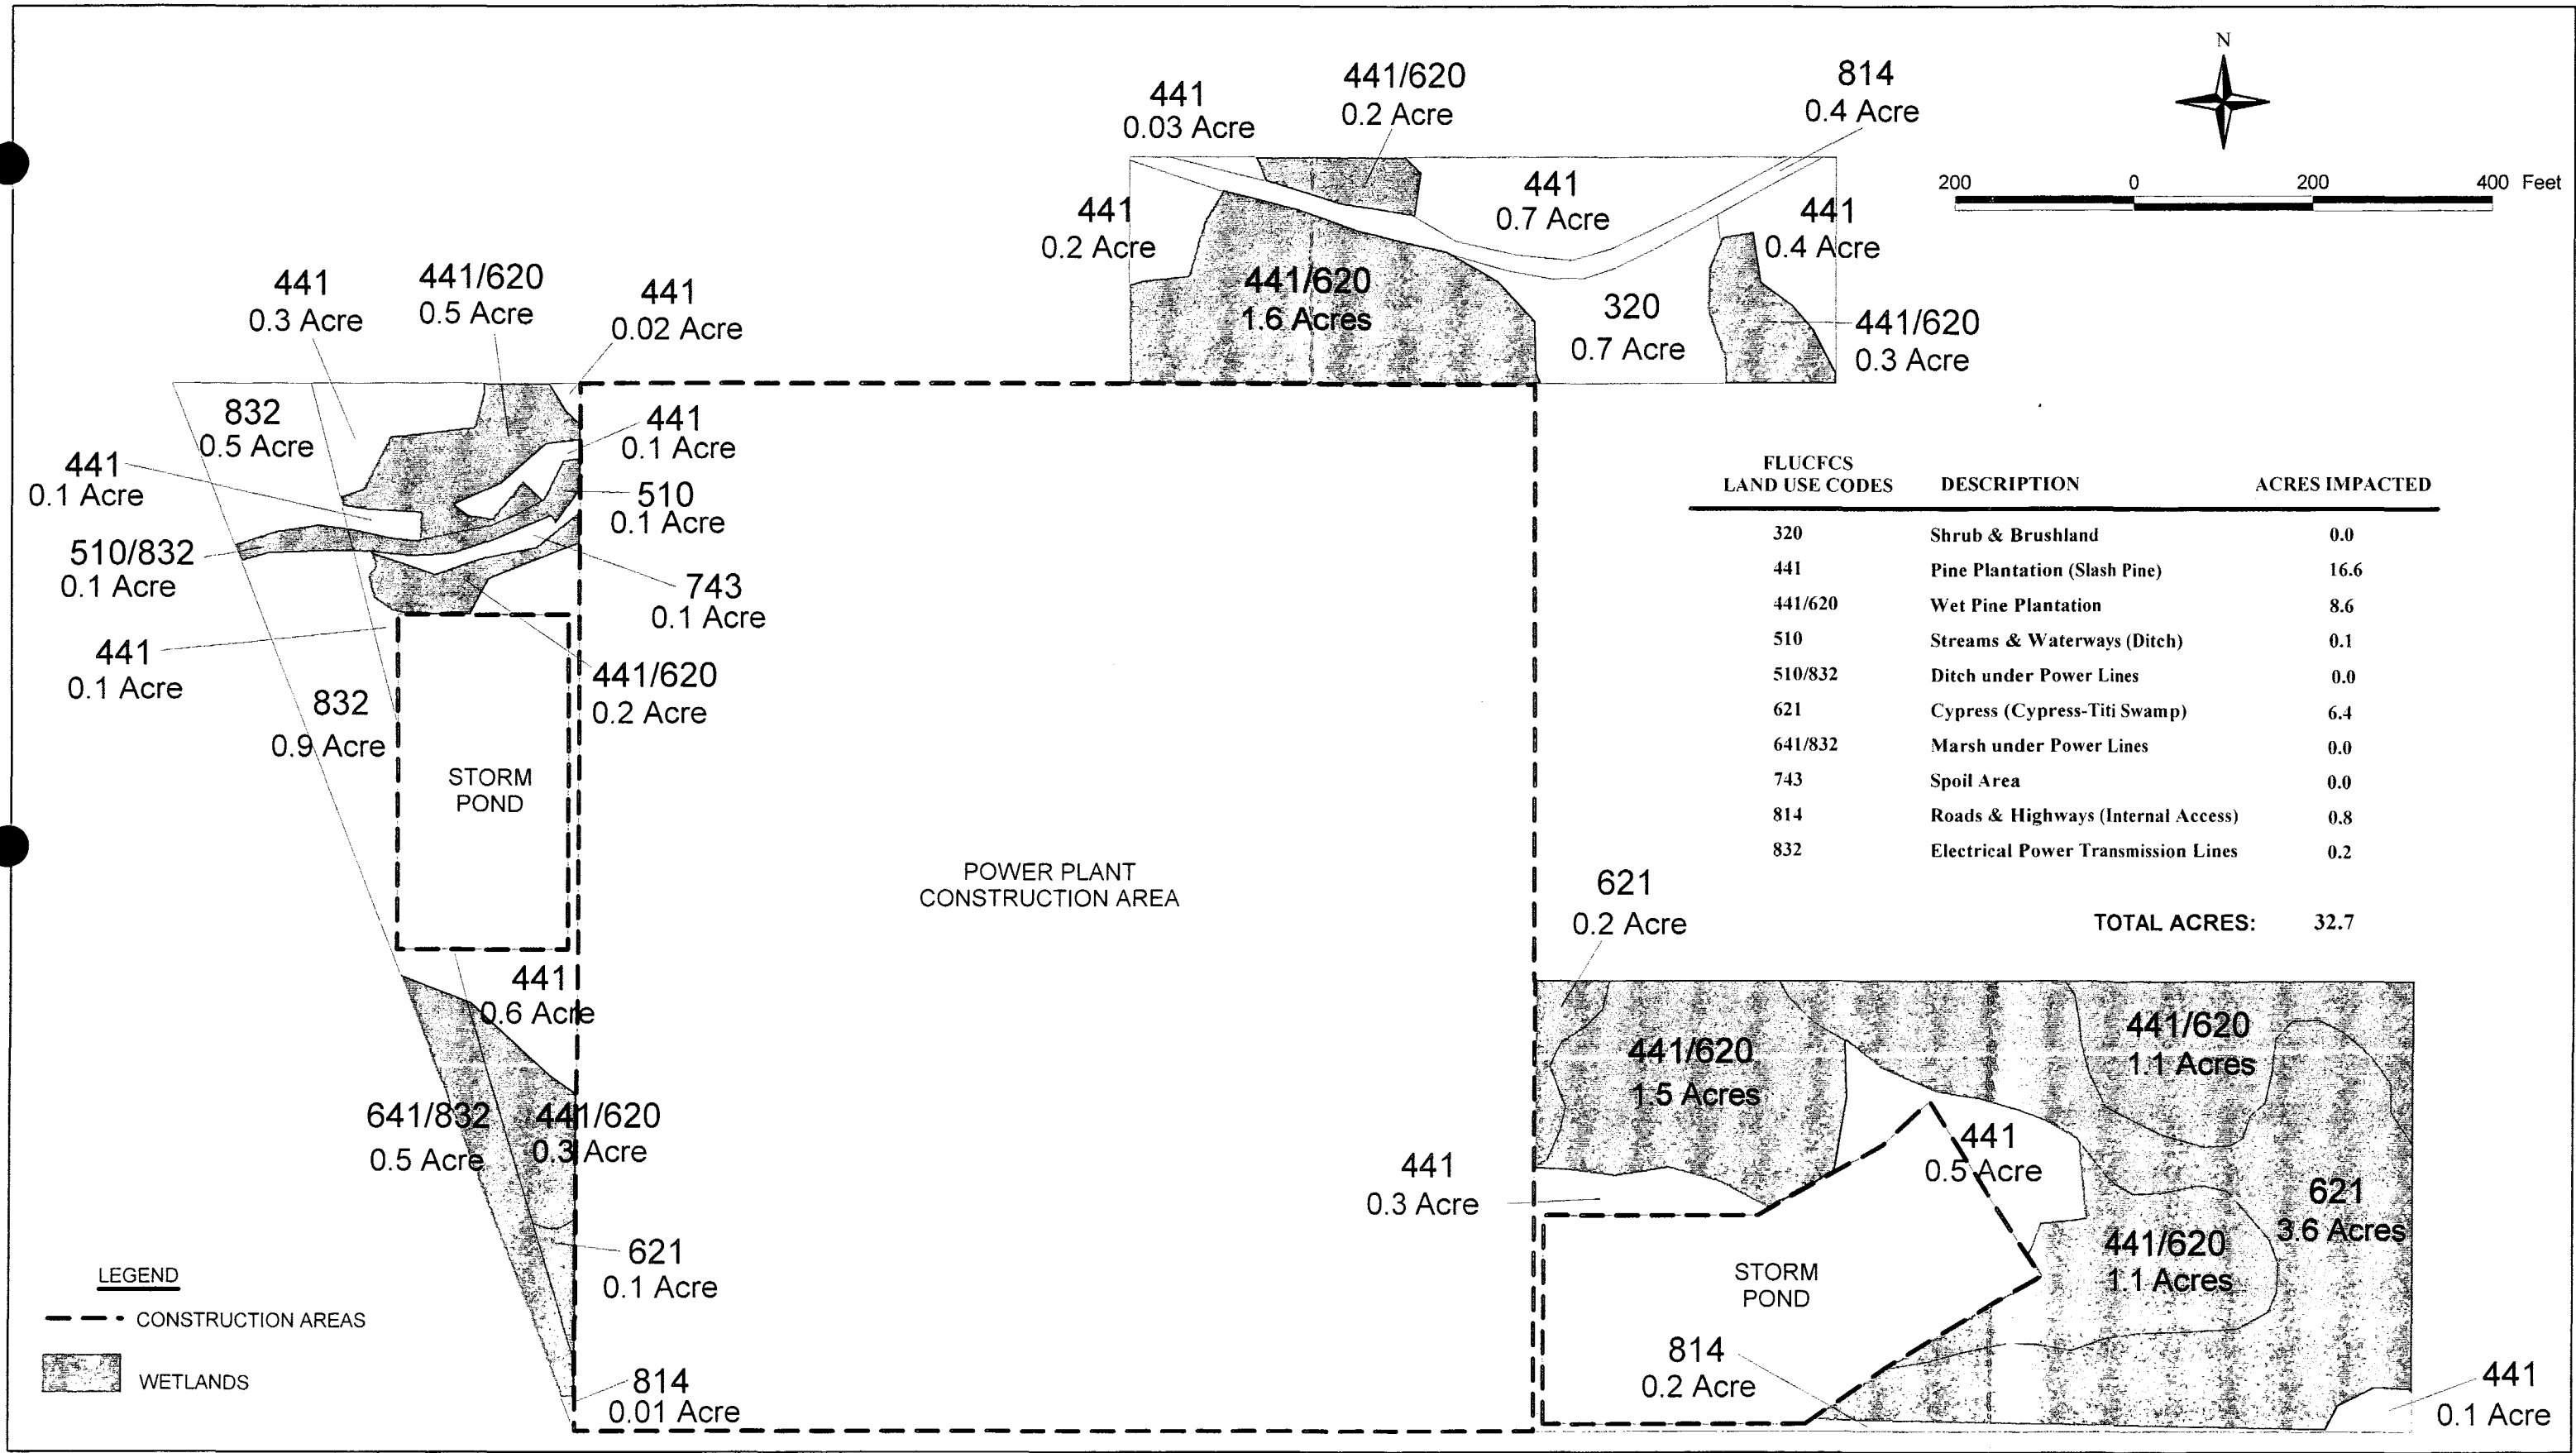 N
200 0 200 400 Feet
441
0.03 Acre
441/620
0.2 Acre
814
0.4 Acre
441
0.2 Acre
441
0.7 Acre
441
0.4 Acre
441/620
1.6 Acres
320
0.7 Acre
441/620
0.3 Acre
441
0.3 Acre
441/620
0.5 Acre
441
0.02 Acre
832
0.5 Acre
441
0.1 Acre
441
0.1 Acre
510
0.1 Acre
510/832
0.1 Acre
743
0.1 Acre
441
0.1 Acre
441/620
0.2 Acre
832
0.9 Acre
STORM
POND
POWER PLANT
CONSTRUCTION AREA
FLUCFCS
LAND USE CODES DESCRIPTION ACRES IMPACTED
320 Shrub & Brushland 0.0
441 Pine Plantation (Slash Pine) 16.6
441/620 Wet Pine Plantation 8.6
510 Streams & Waterways (Ditch) 0.1
510/832 Ditch under Power Lines 0.0
621 Cypress (Cypress-Titi Swamp) 6.4
641/832 Marsh under Power Lines 0.0
743 Spoil Area 0.0
814 Roads & Highways (Internal Access) 0.8
832 Electrical Power Transmission Lines 0.2
TOTAL ACRES: 32.7
441
0.6 Acre
641/832
0.5 Acre
441/620
0.3 Acre
621
0.1 Acre
814
0.01 Acre
621
0.2 Acre
441/620
1.5 Acres
441/620
1.1 Acres
441
0.3 Acre
441
0.5 Acre
621
3.6 Acres
441/620
1.1 Acres
STORM
POND
814
0.2 Acre
441
0.1 Acre
LEGEND
CONSTRUCTION AREAS
WETLANDS